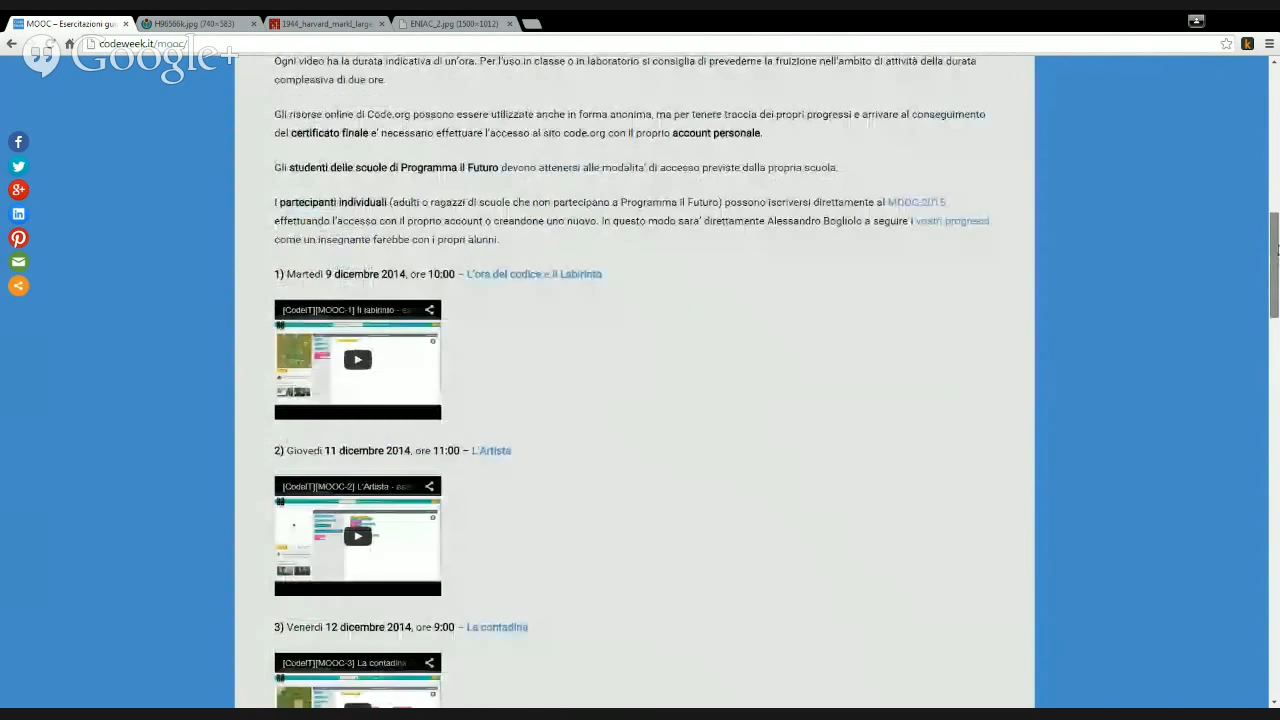 MOOC – Esercitazioni gui
H96566k.jpg (740×583)
1944_harvard_markI_large
ENIAC_2.jpg (1500×1012)
codeweek.it/mooc/
Google+
Ogni video ha la durata indicativa di un'ora. Per l'uso in classe o in laboratorio si consiglia di prevederne la fruizione nell'ambito di attività della durata
complessiva di due ore.
Gli risorse online di Code.org possono essere utilizzate anche in forma anonima, ma per tenere traccia dei propri progressi e arrivare al conseguimento
del certificato finale e' necessario effettuare l'accesso al sito code.org con il proprio account personale.
Gli studenti delle scuole di Programma il Futuro devono attenersi alle modalita' di accesso previste dalla propria scuola.
I partecipanti individuali (adulti o ragazzi di scuole che non partecipano a Programma il Futuro) possono iscriversi direttamente al MOOC-2015
effettuando l'accesso con il proprio account o creandone uno nuovo. In questo modo sara' direttamente Alessandro Bogliolo a seguire i vostri progressi
come un insegnante farebbe con i propri alunni.
1) Martedì 9 dicembre 2014, ore 10:00 – L'ora del codice e il Labirinto
[CodeIT][MOOC-1] Il labirinto - ese
2) Giovedì 11 dicembre 2014, ore 11:00 – L'Artista
[CodeIT][MOOC-2] L'Artista - ese
3) Venerdì 12 dicembre 2014, ore 9:00 – La contadina
[CodeIT][MOOC-3] La contadina